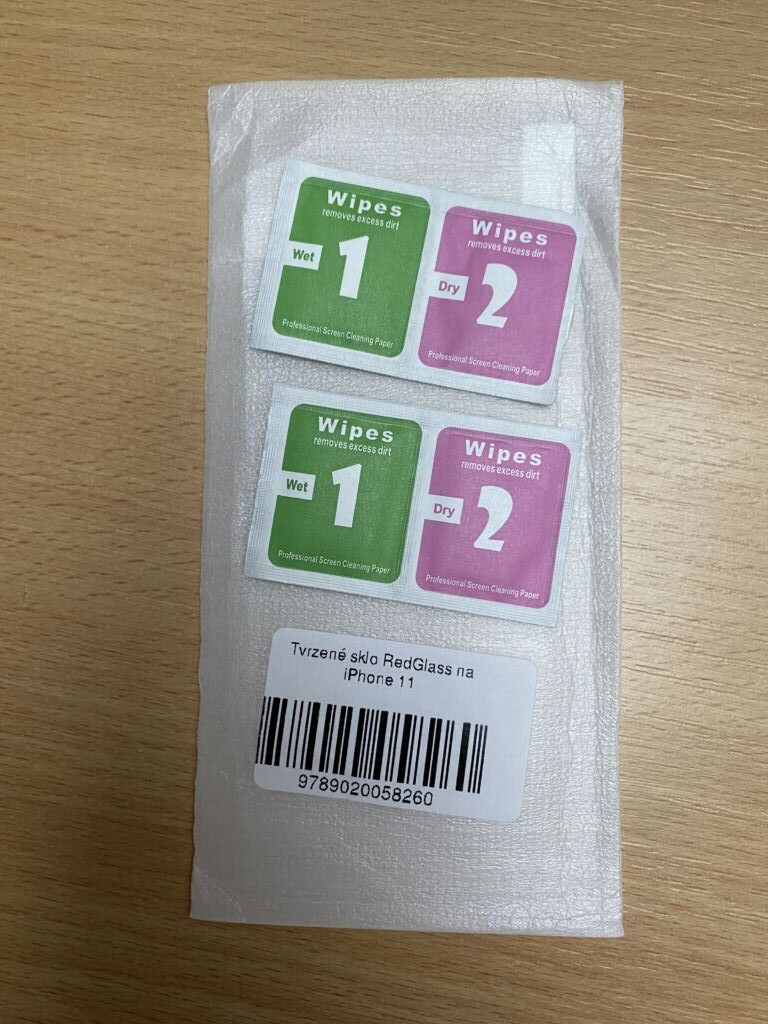 Wipes
removes excess dirt
Wet
1
Professional Screen Cleaning Paper
Wipes
removes excess dirt
Dry
2
Professional Screen Cleaning Paper
Wipes
removes excess dirt
Wet
1
Professional Screen Cleaning Paper
Wipes
removes excess dirt
Dry
2
Professional Screen Cleaning Paper
Tvrzené sklo RedGlass na
iPhone 11
9789020058260